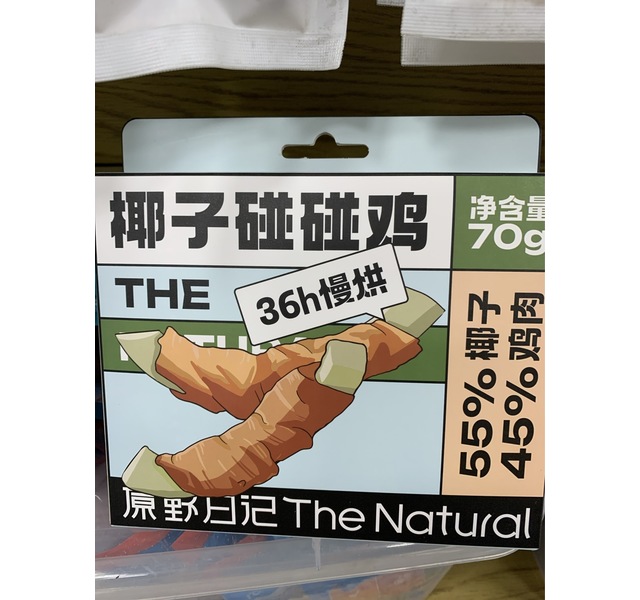 椰子碰碰鸡
净含量
70g
THE
36h慢烘
55%椰子
45%鸡肉
原野日记 The Natural